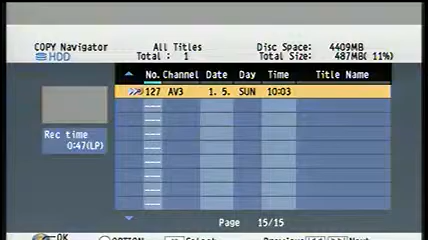 COPY Navigator All Titles Disc Space: 4409MB
HDD Total : 1 Total Size: 487MB( 11%)
No. Channel Date Day Time Title Name
127 AV3 1. 5. SUN 10:03
Rec time
0:47(LP)
Page 15/15
OK OPTION Select Previous Next